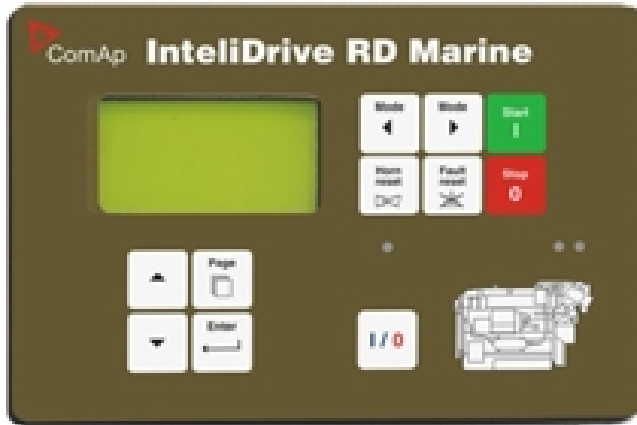 ComAp InteliDrive RD Marine
Mode
Mode
Start
I
Horn
reset
Fault
reset
Stop
0
Page
Enter
I/0